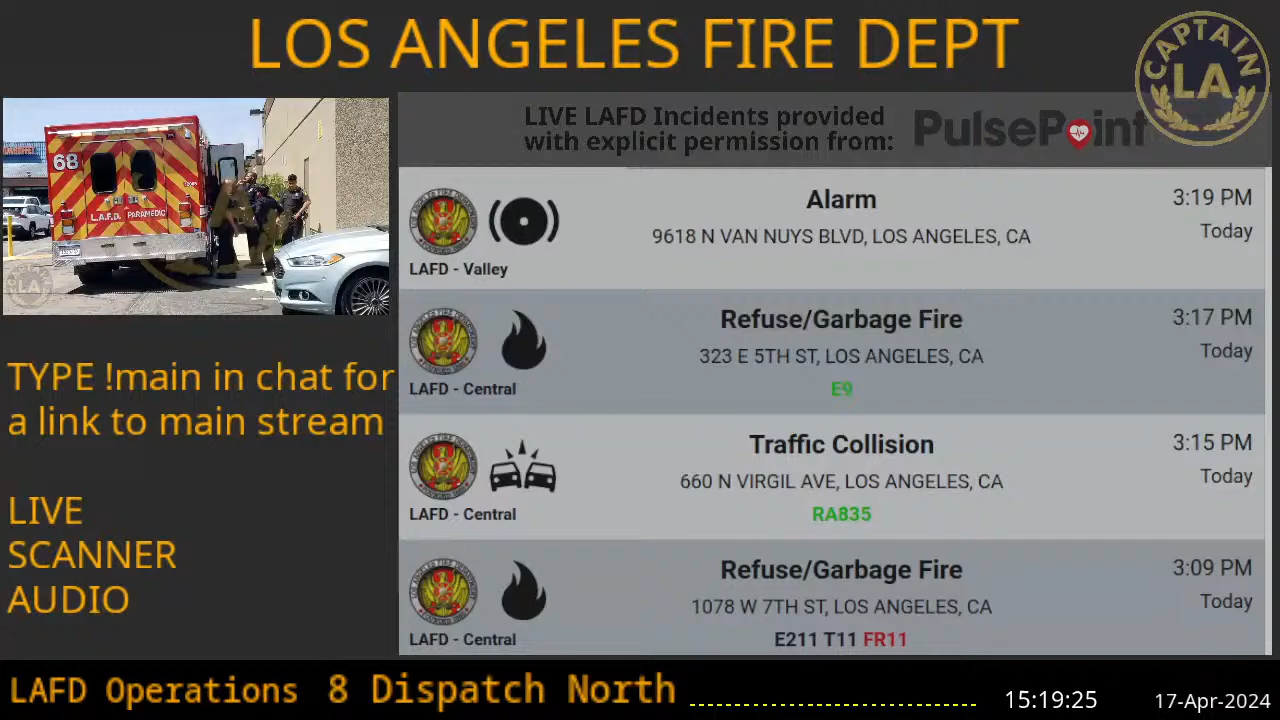 LOS ANGELES FIRE DEPT
CAPTAIN
LA
LIVE LAFD Incidents provided
with explicit permission from:
PulsePoint
68
L.A.F.D. PARAMEDIC
LA
Alarm
9618 N VAN NUYS BLVD, LOS ANGELES, CA
3:19 PM
Today
LAFD - Valley
Refuse/Garbage Fire
323 E 5TH ST, LOS ANGELES, CA
E9
3:17 PM
Today
LAFD - Central
Traffic Collision
660 N VIRGIL AVE, LOS ANGELES, CA
RA835
3:15 PM
Today
LAFD - Central
Refuse/Garbage Fire
1078 W 7TH ST, LOS ANGELES, CA
E211 T11 FR11
3:09 PM
Today
LAFD - Central
TYPE !main in chat for
a link to main stream
LIVE
SCANNER
AUDIO
LAFD Operations 8 Dispatch North
15:19:25
17-Apr-2024